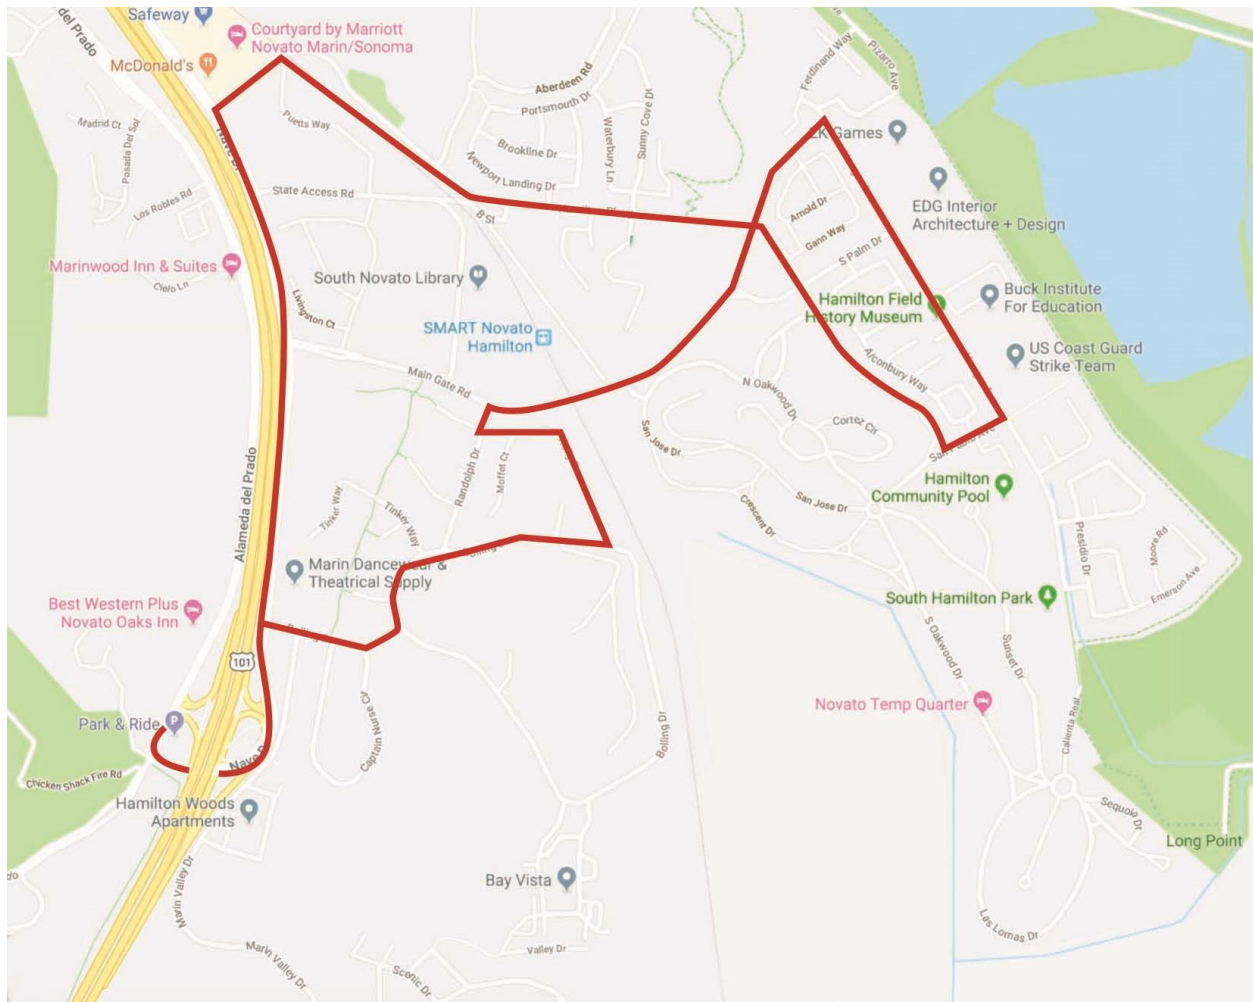 Safeway
del Prado
Courtyard by Marriott
Novato Marin/Sonoma
McDonald's
Ferdinand Way
Pizarro Ave
Aberdeen Rd
Portsmouth Dr
Madrid Ct
Posada Del Sol
Puetts Way
Brookline Dr
Waterbury Ln
Sunny Cove Dr
Newport Landing Dr
State Access Rd
Los Robles Rd
B St
Arnold Dr
EDG Interior
Architecture + Design
Gann Way
S Palm Dr
Marinwood Inn & Suites
Clelo Ln
South Novato Library
Livingston Ct
Hamilton Field
History Museum
Buck Institute
For Education
SMART Novato
Hamilton
US Coast Guard
Strike Team
Main Gate Rd
Alconbury Way
N Oakwood Dr
Cortez Cir
San Jose Dr
San Pablo Ave
Alameda del Prado
Randolph Dr
Moffet Ct
Hamilton
Community Pool
Tinker Way
Tinker Way
Crescent Dr
San Jose Dr
Presidio Dr
Moore Rd
Marin Dancewear &
Theatrical Supply
Emerson Ave
Best Western Plus
Novato Oaks Inn
South Hamilton Park
S Oakwood Dr
Sunset Dr
101
Captain Nurse Cir
Bolling Dr
Novato Temp Quarter
Calienta Real
Park & Ride
P
Chicken Shack Fire Rd
Hamilton Woods
Apartments
Sequoia Dr
Long Point
Marin Valley Dr
Bay Vista
Las Lomas Dr
Marin Valley Dr
Valley Dr
Scenic Dr